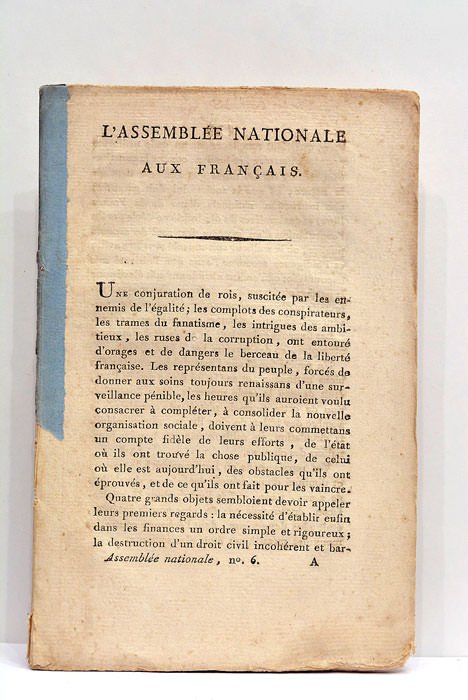 L'ASSEMBLÉE NATIONALE
AUX FRANÇAIS.
UNE conjuration de rois, suscitée par les en-
nemis de l'égalité; les complots des conspirateurs,
les trames du fanatisme, les intrigues des ambi-
tieux, les ruses de la corruption, ont entouré
d'orages et de dangers le berceau de la liberté
française. Les représentans du peuple, forcés de
donner aux soins toujours renaissans d'une sur-
veillance pénible, les heures qu'ils auroient voulu
consacrer à compléter, à consolider la nouvelle
organisation sociale, doivent à leurs commettans
un compte fidèle de leurs efforts, de l'état
où ils ont trouvé la chose publique, de celui
où elle est aujourd'hui, des obstacles qu'ils ont
éprouvés, et de ce qu'ils ont fait pour les vaincre.
Quatre grands objets sembloient devoir appeler
leurs premiers regards : la nécessité d'établir enfin
dans les finances un ordre simple et rigoureux;
la destruction d'un droit civil incohérent et bar-
Assemblée nationale, no. 6. A